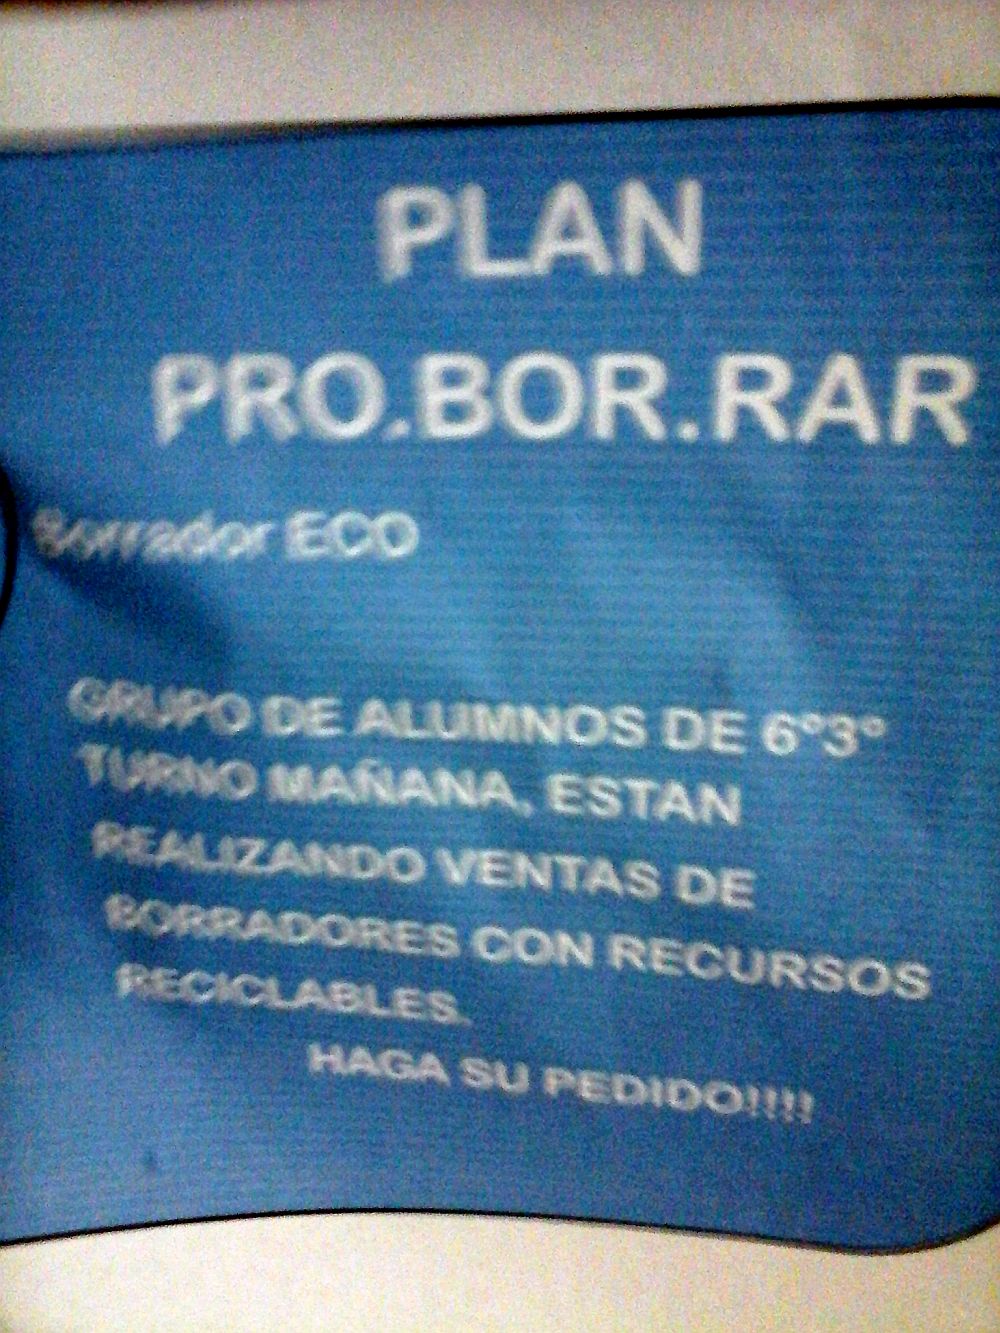 PLAN
PRO.BOR.RAR
Borrador ECO
GRUPO DE ALUMNOS DE 6°3°
TURNO MAÑANA, ESTAN
REALIZANDO VENTAS DE
BORRADORES CON RECURSOS
RECICLABLES.
HAGA SU PEDIDO!!!!